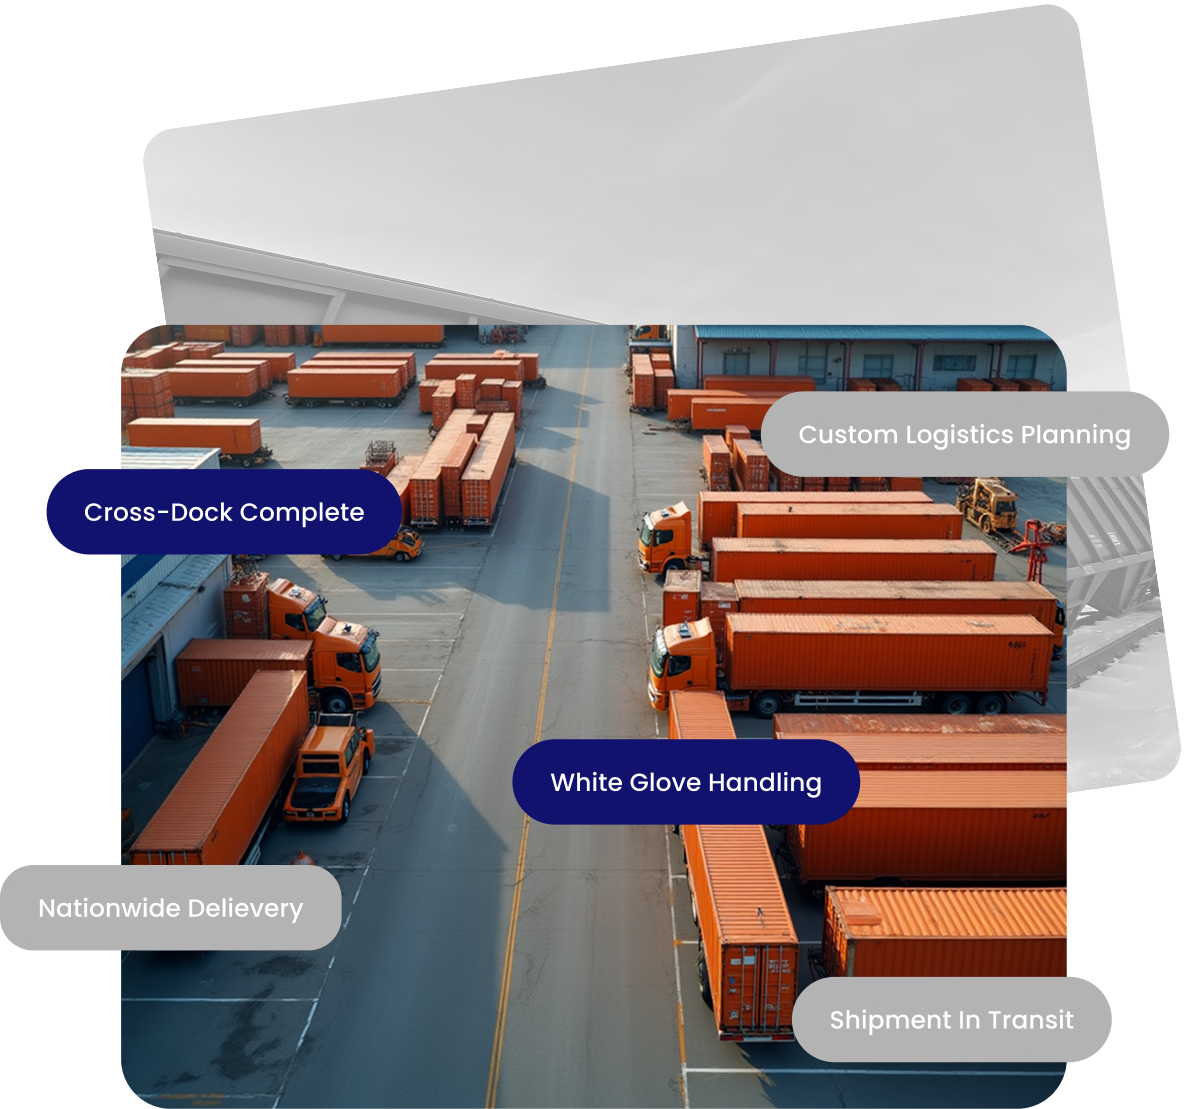 Custom Logistics Planning
Cross-Dock Complete
White Glove Handling
Nationwide Delievery
Shipment In Transit